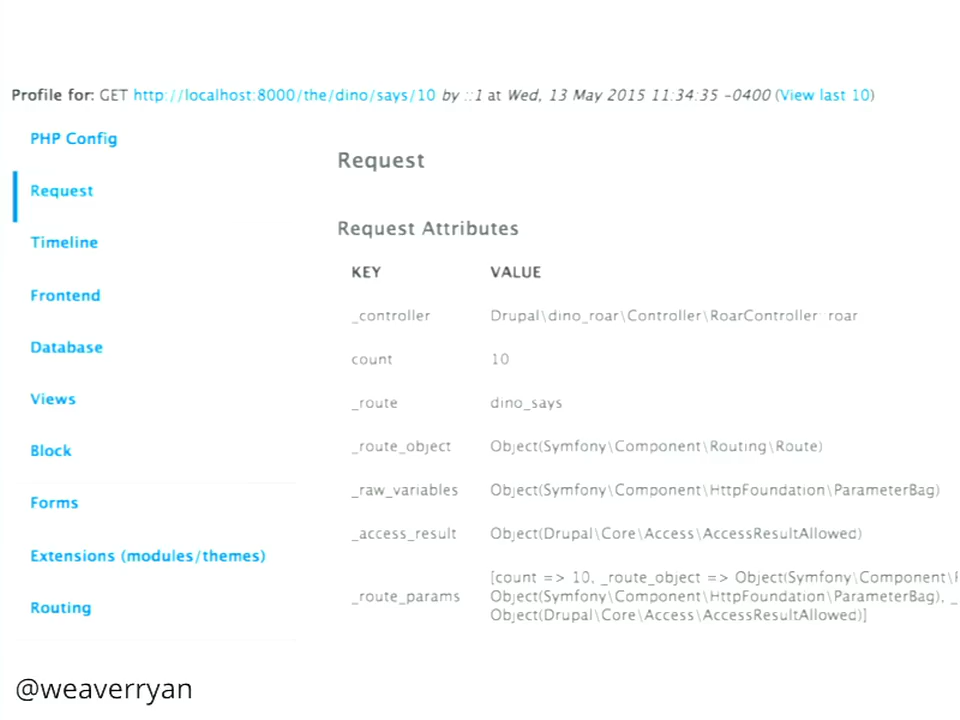 Profile for: GET http://localhost:8000/the/dino/says/10 by ::1 at Wed, 13 May 2015 11:34:35 -0400 (View last 10)
PHP Config
Request
Timeline
Frontend
Database
Views
Block
Forms
Extensions (modules/themes)
Routing
Request
Request Attributes
KEY VALUE
_controller Drupal\dino_roar\Controller\RoarController::roar
count 10
_route dino_says
_route_object Object(Symfony\Component\Routing\Route)
_raw_variables Object(Symfony\Component\HttpFoundation\ParameterBag)
_access_result Object(Drupal\Core\Access\AccessResultAllowed)
[count => 10, _route_object => Object(Symfony\Component\
_route_params Object(Symfony\Component\HttpFoundation\ParameterBag), _
Object(Drupal\Core\Access\AccessResultAllowed)]
@weaverryan